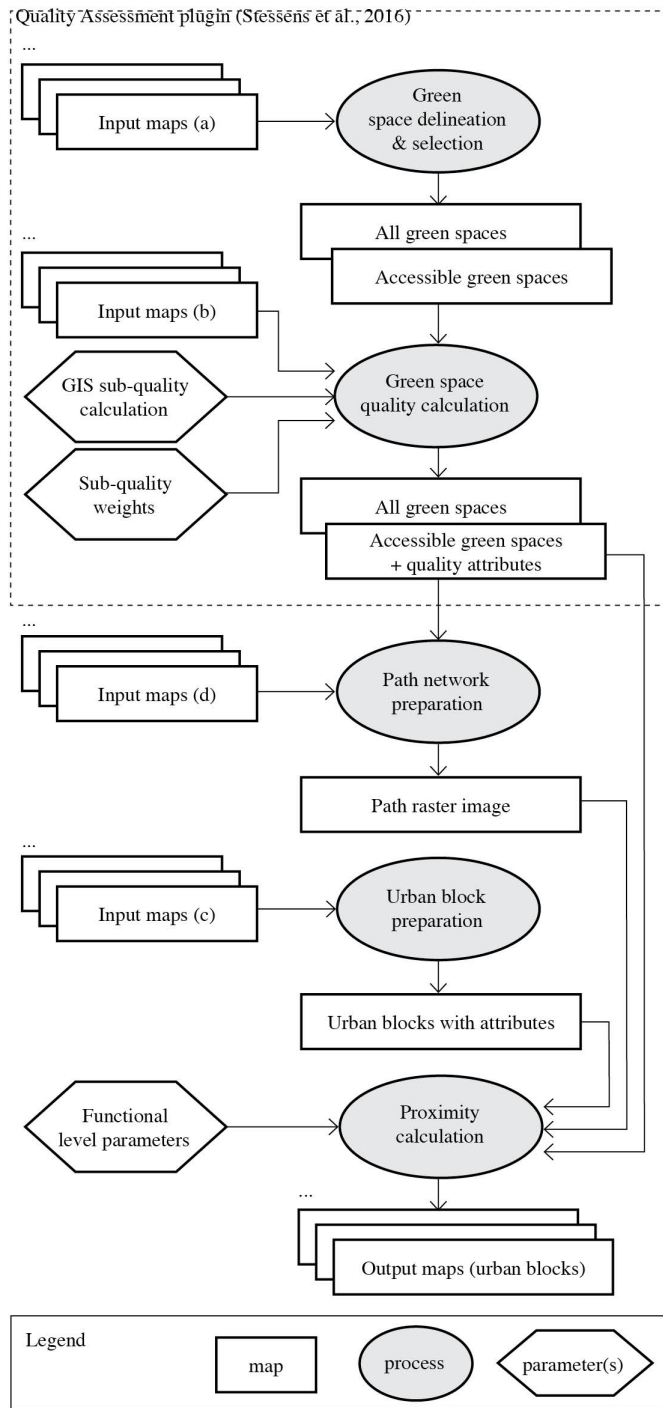 Quality Assessment plugin (Stessens et al., 2016)
...
Input maps (a)
Green
space delineation
& selection
All green spaces
Accessible green spaces
...
Input maps (b)
GIS sub-quality
calculation
Green space
quality calculation
Sub-quality
weights
All green spaces
Accessible green spaces
+ quality attributes
...
Input maps (d)
Path network
preparation
Path raster image
...
Input maps (c)
Urban block
preparation
Urban blocks with attributes
Functional
level parameters
Proximity
calculation
...
Output maps (urban blocks)
Legend
map
process
parameter(s)